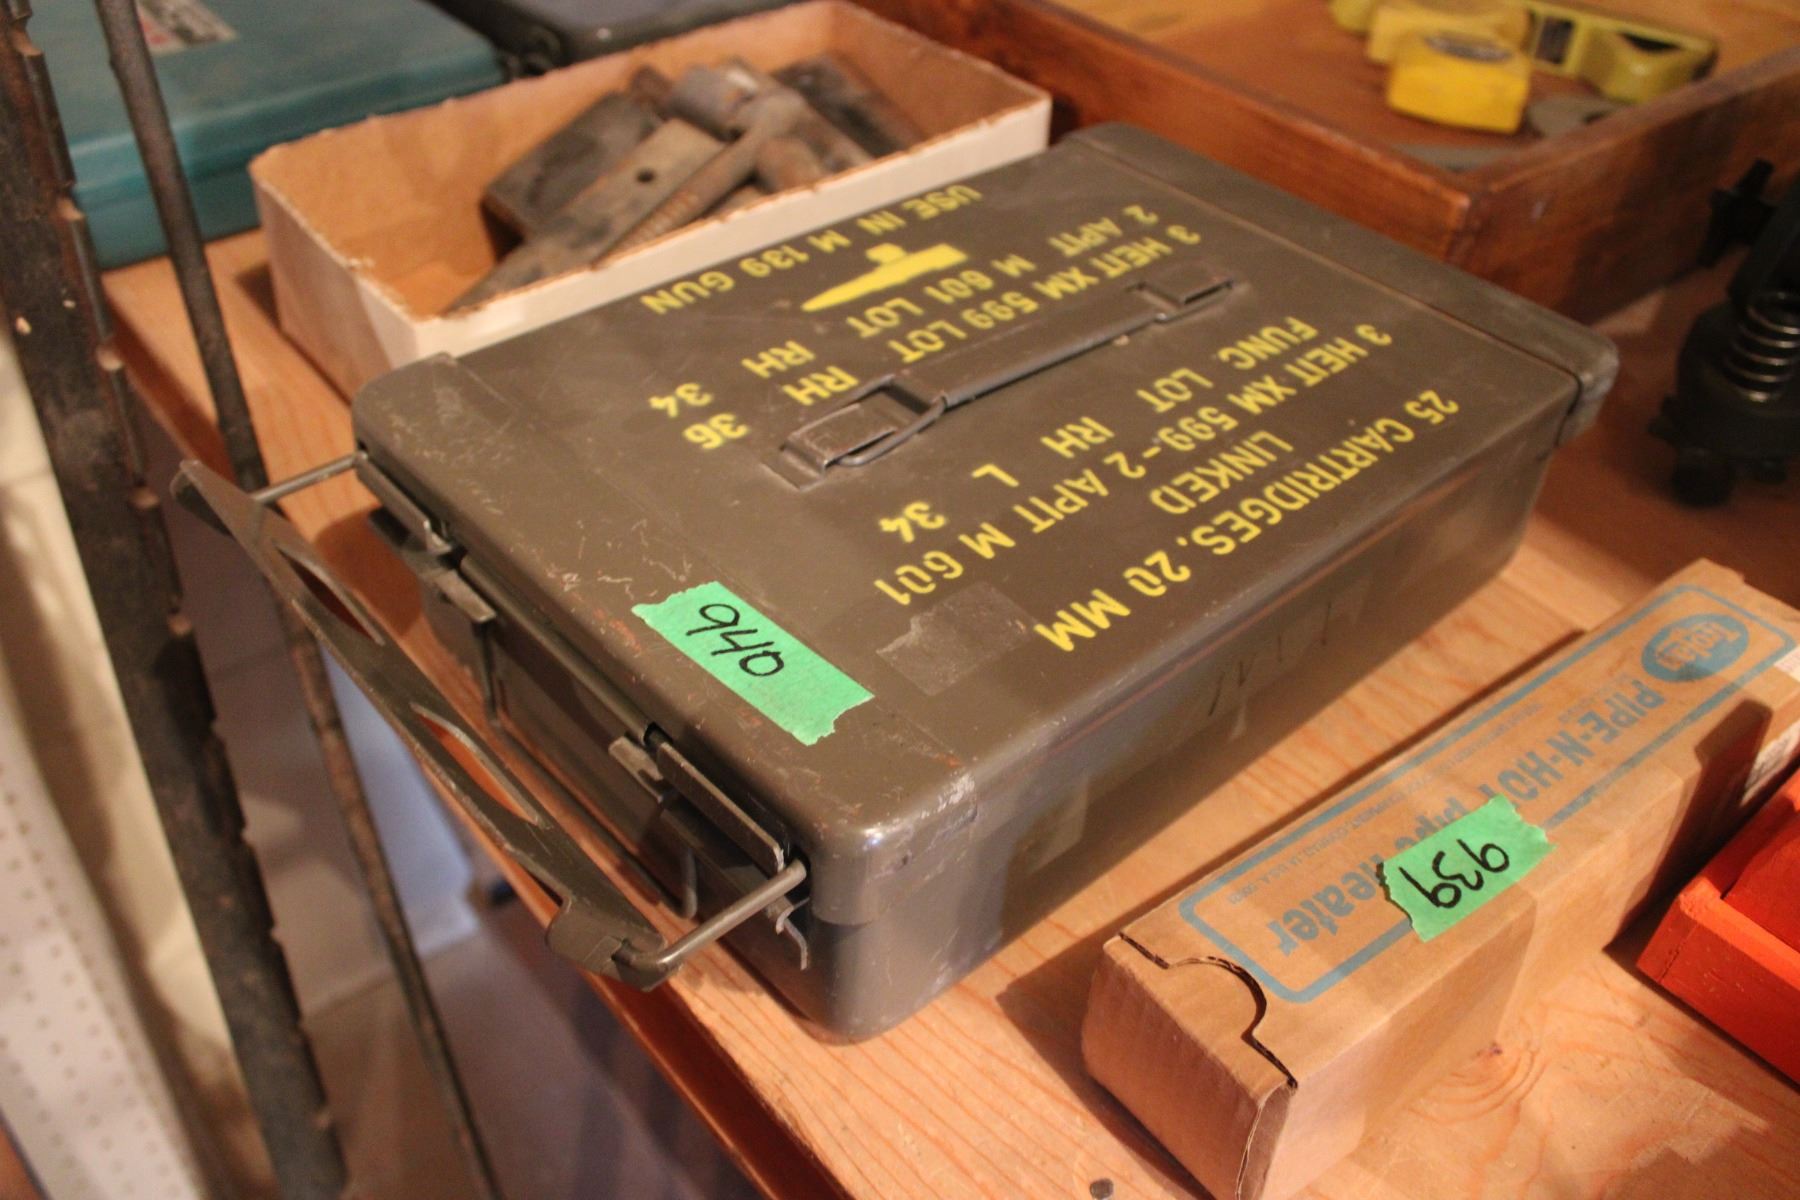 25 CARTRIDGES, 20 MM
LINKED
3 HEIT XM 599-2 APIT M 601
FUNC LOT RH L 34
3 HEIT XM 599 LOT RH 36
2 APIT M 601 LOT RH 34
USE IN M 139 GUN
940
PIPE-N-HOT
Pipe Heater
939